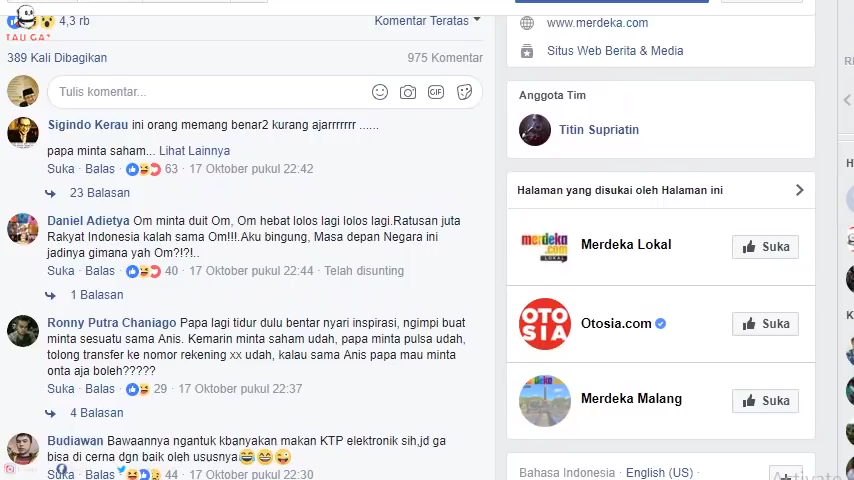 4,3 rb
Komentar Teratas
389 Kali Dibagikan
975 Komentar
Tulis komentar...
GIF
Sigindo Kerau ini orang memang benar2 kurang ajarrrrrrr ......
papa minta saham... Lihat Lainnya
Suka · Balas · 63 · 17 Oktober pukul 22:42
23 Balasan
Daniel Adietya Om minta duit Om, Om hebat lolos lagi lolos lagi.Ratusan juta
Rakyat Indonesia kalah sama Om!!!.Aku bingung, Masa depan Negara ini
jadinya gimana yah Om?!?!..
Suka · Balas · 40 · 17 Oktober pukul 22:44 · Telah disunting
1 Balasan
Ronny Putra Chaniago Papa lagi tidur dulu bentar nyari inspirasi, ngimpi buat
minta sesuatu sama Anis. Kemarin minta saham udah, papa minta pulsa udah,
tolong transfer ke nomor rekening xx udah, kalau sama Anis papa mau minta
onta aja boleh?????
Suka · Balas · 29 · 17 Oktober pukul 22:37
4 Balasan
Budiawan Bawaannya ngantuk kbanyakan makan KTP elektronik sih,jd ga
bisa di cerna dgn baik oleh ususnya😂😄😜
Suka · Balas · 44 · 17 Oktober pukul 22:30
www.merdeka.com
Situs Web Berita & Media
Anggota Tim
Titin Supriatin
Halaman yang disukai oleh Halaman ini
merdeka
.com
LOKAL
Merdeka Lokal
Suka
OTO
SIA
Otosia.com
Suka
Merdeka Malang
Suka
Bahasa Indonesia · English (US) ·